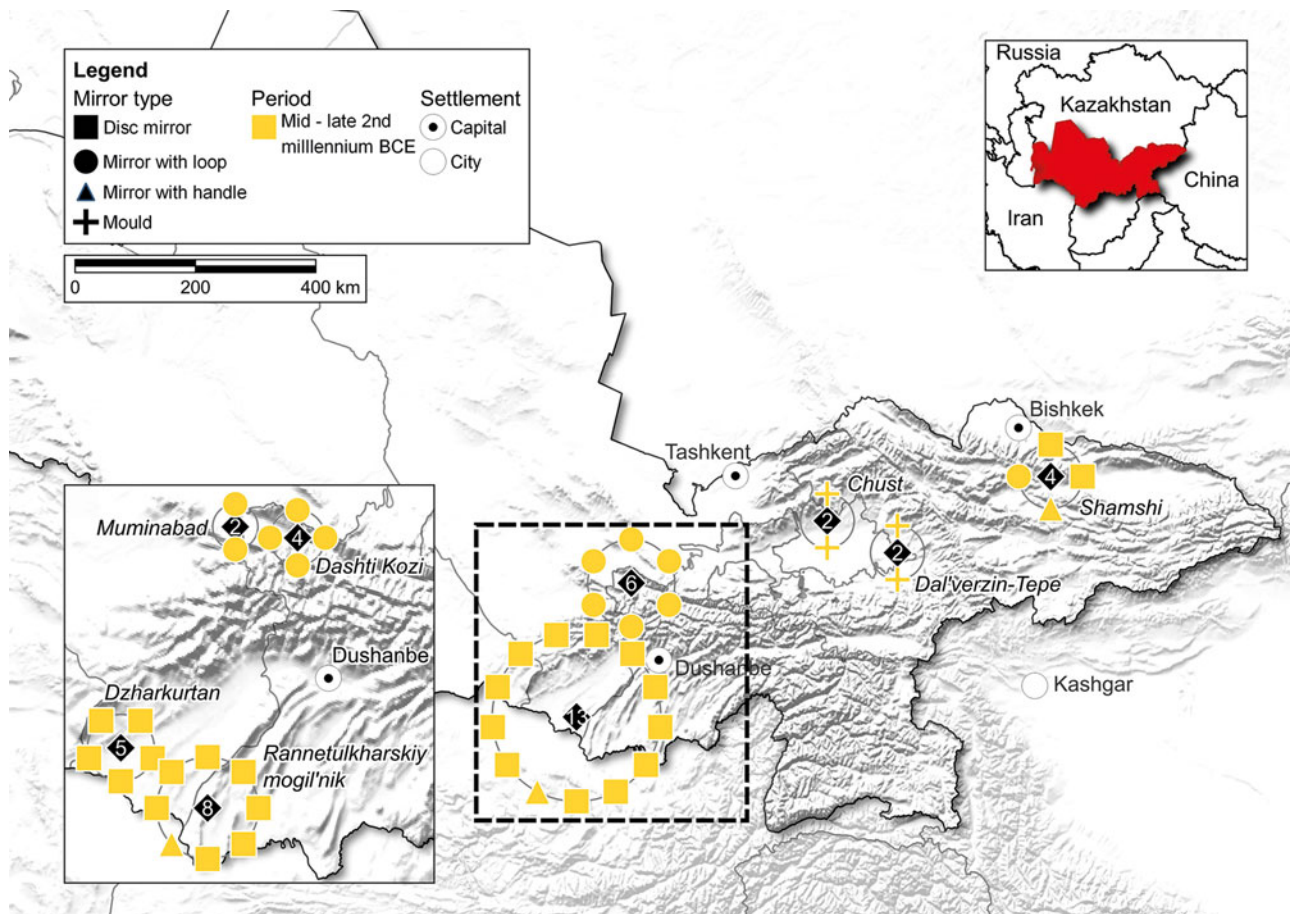 Legend
Mirror type
Disc mirror
Mirror with loop
Mirror with handle
Mould
Period
Mid - late 2nd
milllennium BCE
Settlement
Capital
City
0 200 400 km
Russia
Kazakhstan
China
Iran
Bishkek
Tashkent
Chust
4
Shamshi
2
2
Dal'verzin-Tepe
6
Dushanbe
Kashgar
13
Muminabad
2
4
Dashti Kozi
Dushanbe
Dzharkurtan
5
Rannetulkharskiy
mogil'nik
8